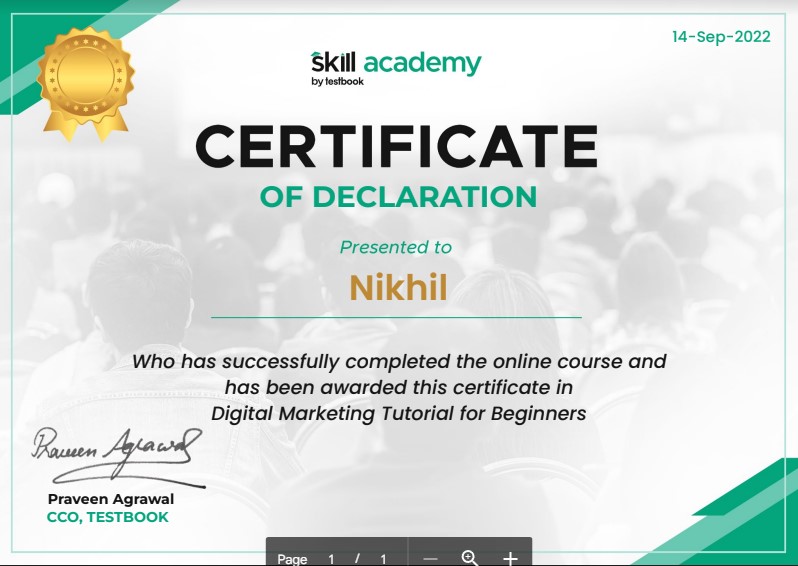 14-Sep-2022
skill academy
by testbook
CERTIFICATE
OF DECLARATION
Presented to
Nikhil
Who has successfully completed the online course and
has been awarded this certificate in
Digital Marketing Tutorial for Beginners
Praveen Agrawal
Praveen Agrawal
CCO, TESTBOOK
Page 1 / 1